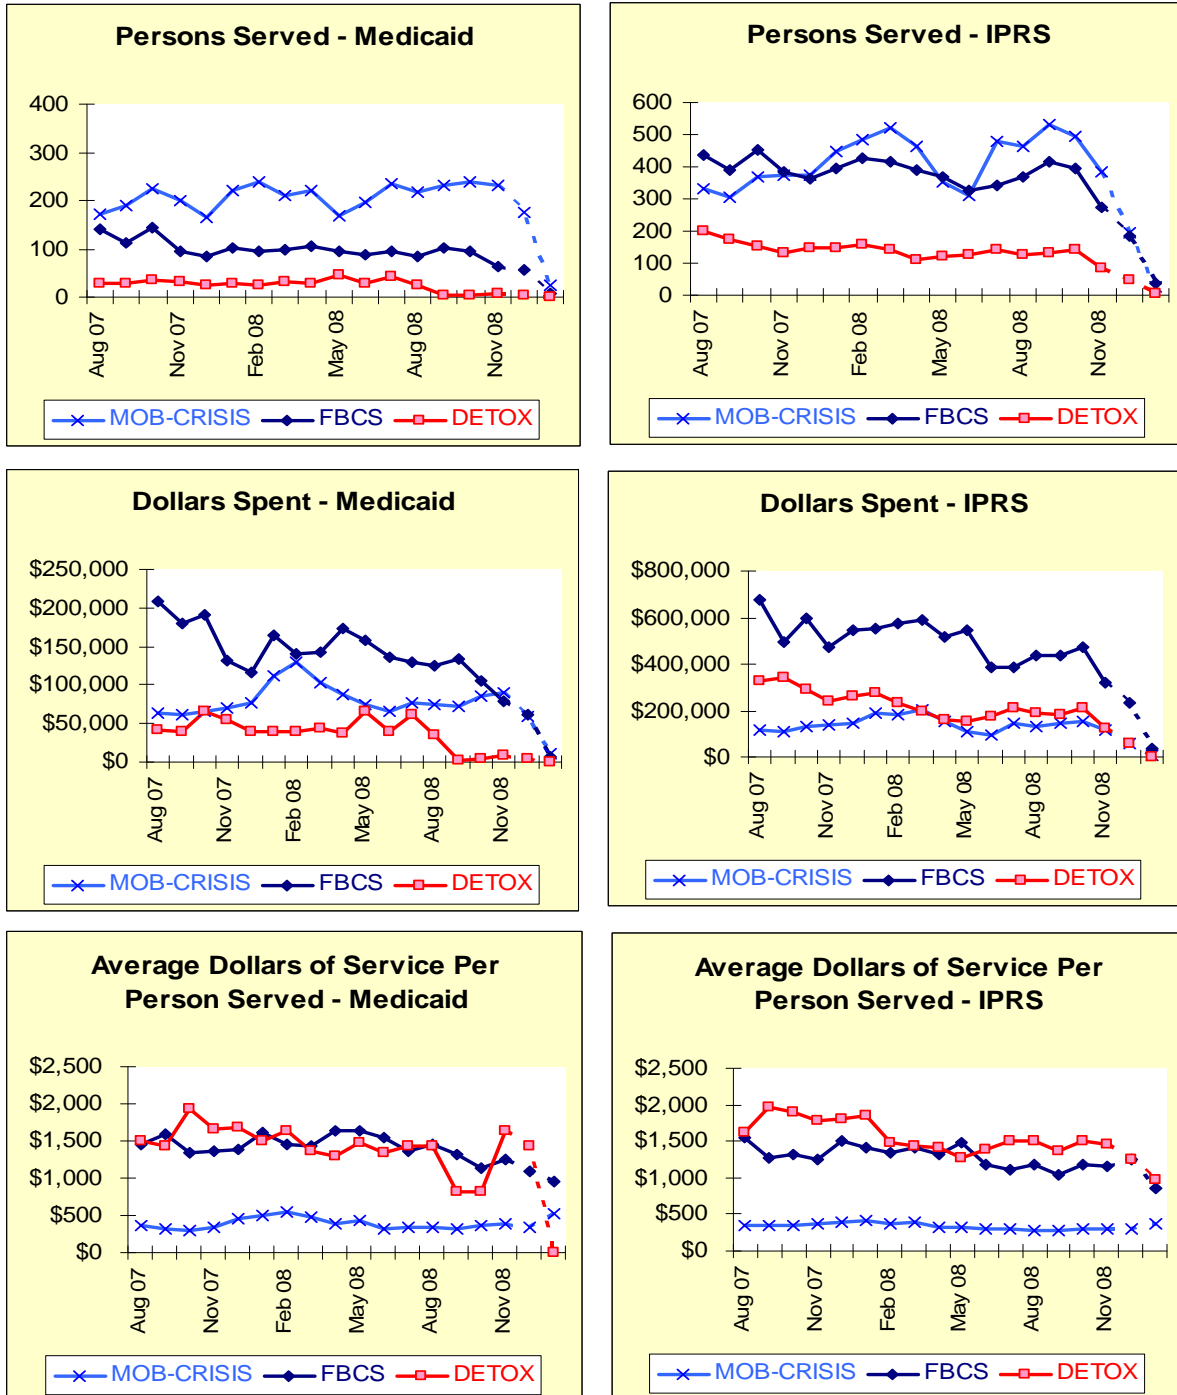 Persons Served - Medicaid
400
300
200
100
0
Aug 07
Nov 07
Feb 08
May 08
Aug 08
Nov 08
MOB-CRISIS FBCS DETOX
Persons Served - IPRS
600
500
400
300
200
100
0
Aug 07
Nov 07
Feb 08
May 08
Aug 08
Nov 08
MOB-CRISIS FBCS DETOX
Dollars Spent - Medicaid
$250,000
$200,000
$150,000
$100,000
$50,000
$0
Aug 07
Nov 07
Feb 08
May 08
Aug 08
Nov 08
MOB-CRISIS FBCS DETOX
Dollars Spent - IPRS
$800,000
$600,000
$400,000
$200,000
$0
Aug 07
Nov 07
Feb 08
May 08
Aug 08
Nov 08
MOB-CRISIS FBCS DETOX
Average Dollars of Service Per
Person Served - Medicaid
$2,500
$2,000
$1,500
$1,000
$500
$0
Aug 07
Nov 07
Feb 08
May 08
Aug 08
Nov 08
MOB-CRISIS FBCS DETOX
Average Dollars of Service Per
Person Served - IPRS
$2,500
$2,000
$1,500
$1,000
$500
$0
Aug 07
Nov 07
Feb 08
May 08
Aug 08
Nov 08
MOB-CRISIS FBCS DETOX